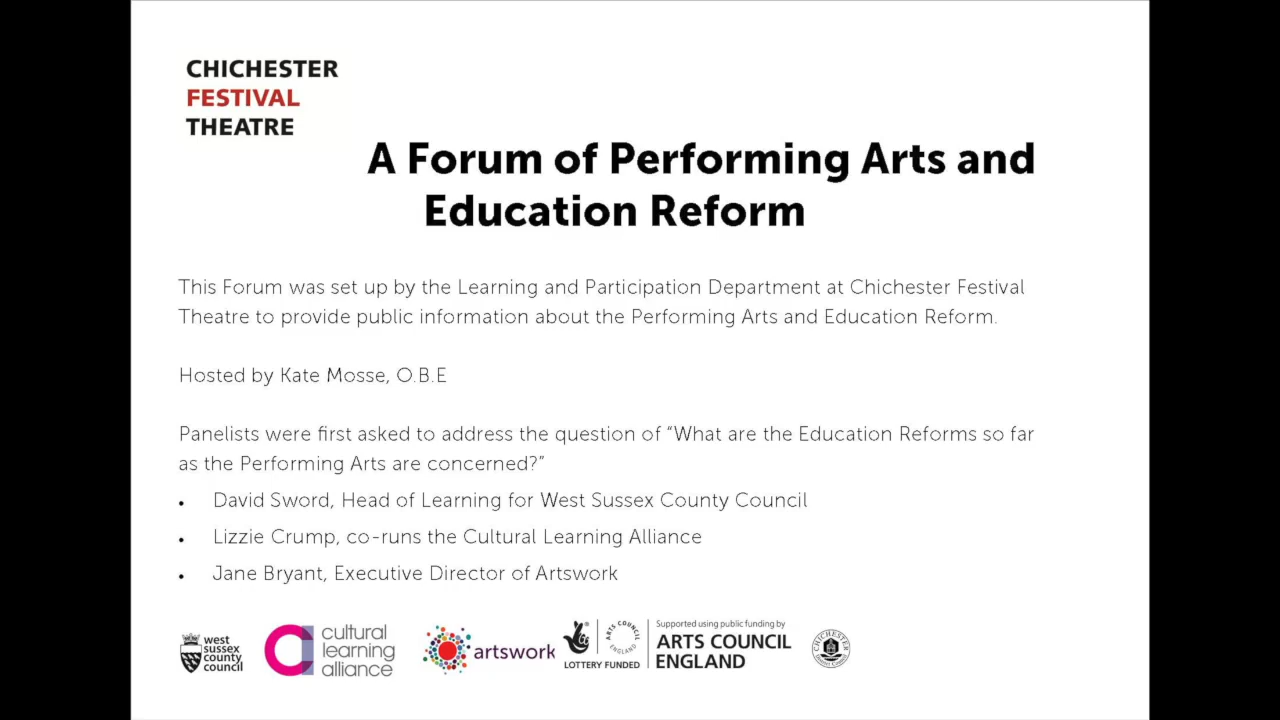 CHICHESTER
FESTIVAL
THEATRE
A Forum of Performing Arts and
Education Reform
This Forum was set up by the Learning and Participation Department at Chichester Festival
Theatre to provide public information about the Performing Arts and Education Reform.
Hosted by Kate Mosse, O.B.E
Panelists were first asked to address the question of “What are the Education Reforms so far
as the Performing Arts are concerned?”
• David Sword, Head of Learning for West Sussex County Council
• Lizzie Crump, co-runs the Cultural Learning Alliance
• Jane Bryant, Executive Director of Artswork
west
sussex
county
council
cultural
learning
alliance
artswork
LOTTERY FUNDED
ARTS COUNCIL
ENGLAND
Supported using public funding by
ARTS COUNCIL
ENGLAND
CHICHESTER